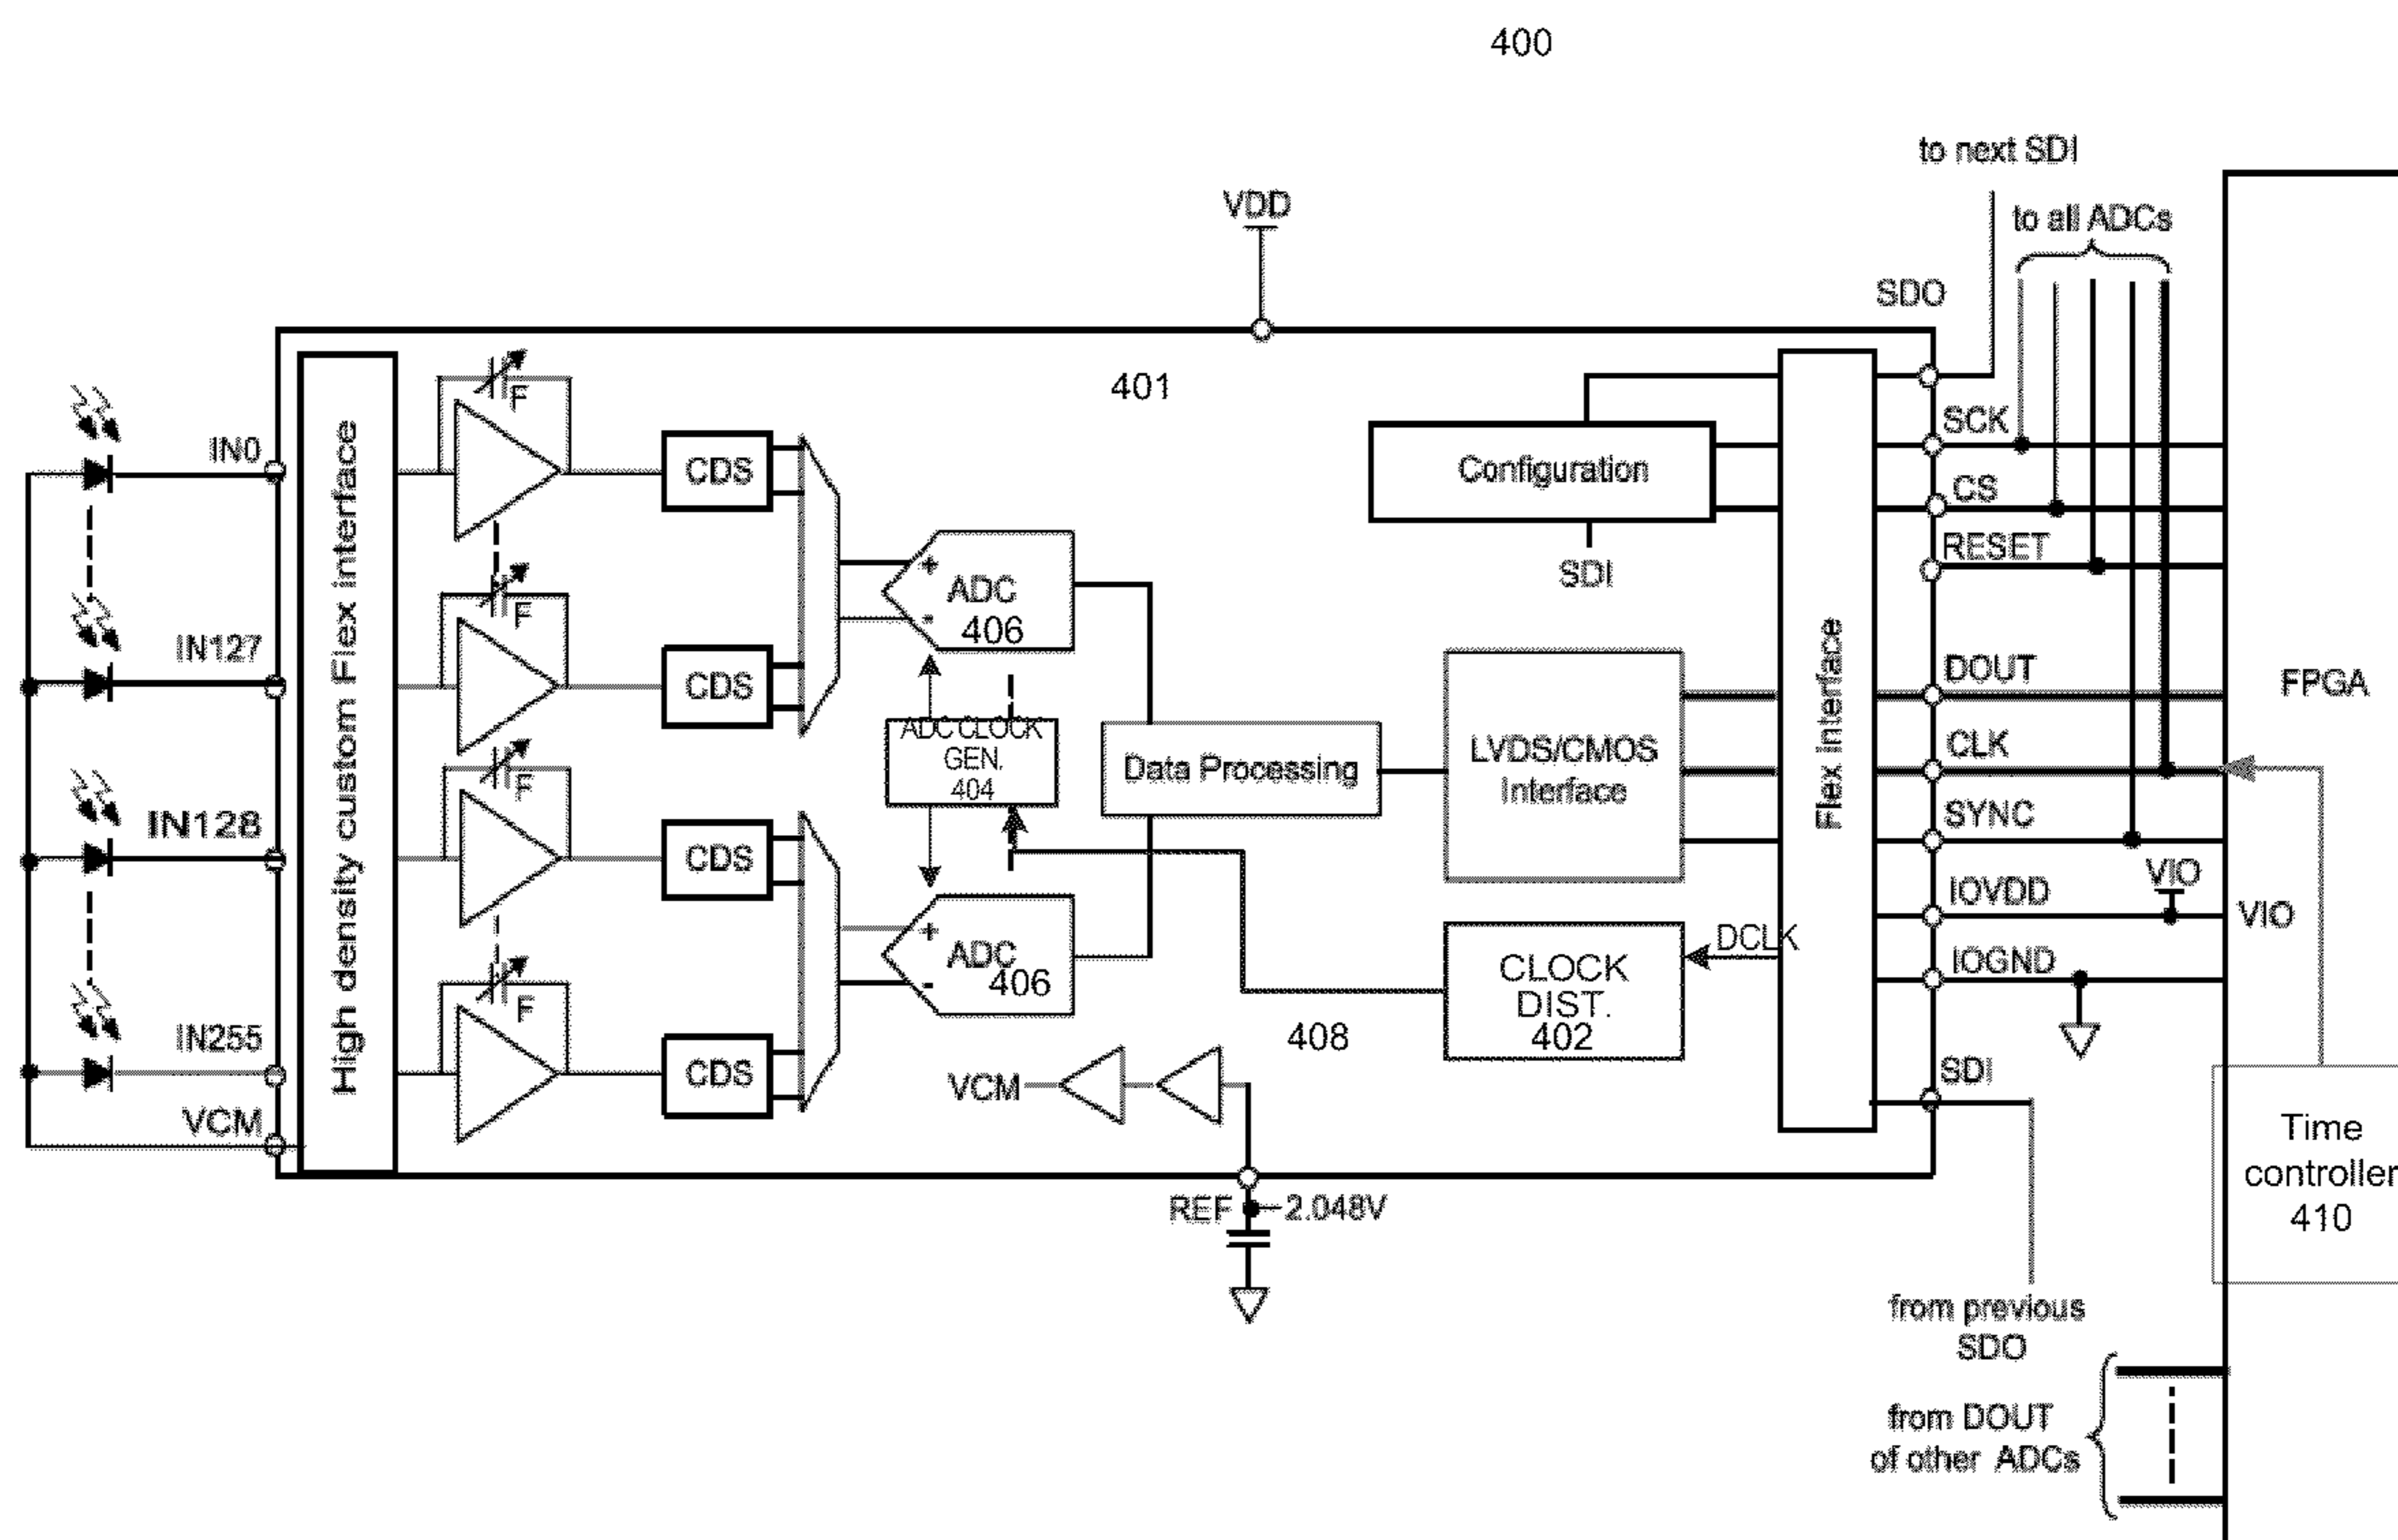 400
to next SDI
to all ADCs
VDD
SDO
401
F
IN0
CDS
High density custom Flex interface
Configuration
SDI
SCK
CS
RESET
+
ADC
406
-
F
IN127
CDS
ADC CLOCK
GEN.
404
Data Processing
LVDS/CMOS
Interface
Flex interface
DOUT
CLK
SYNC
FPGA
F
IN128
CDS
+
ADC
406
-
DCLK
CLOCK
DIST.
402
408
IOVDD
VIO
VIO
IOGND
F
IN255
CDS
VCM
VCM
SDI
REF
2.048V
Time
controller
410
from previous
SDO
from DOUT
of other ADCs